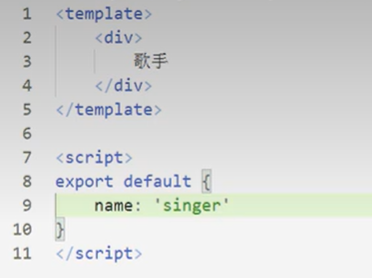 1 <template>
2     <div>
3         歌手
4     </div>
5 </template>
6
7 <script>
8 export default {
9     name: 'singer'
10 }
11 </script>